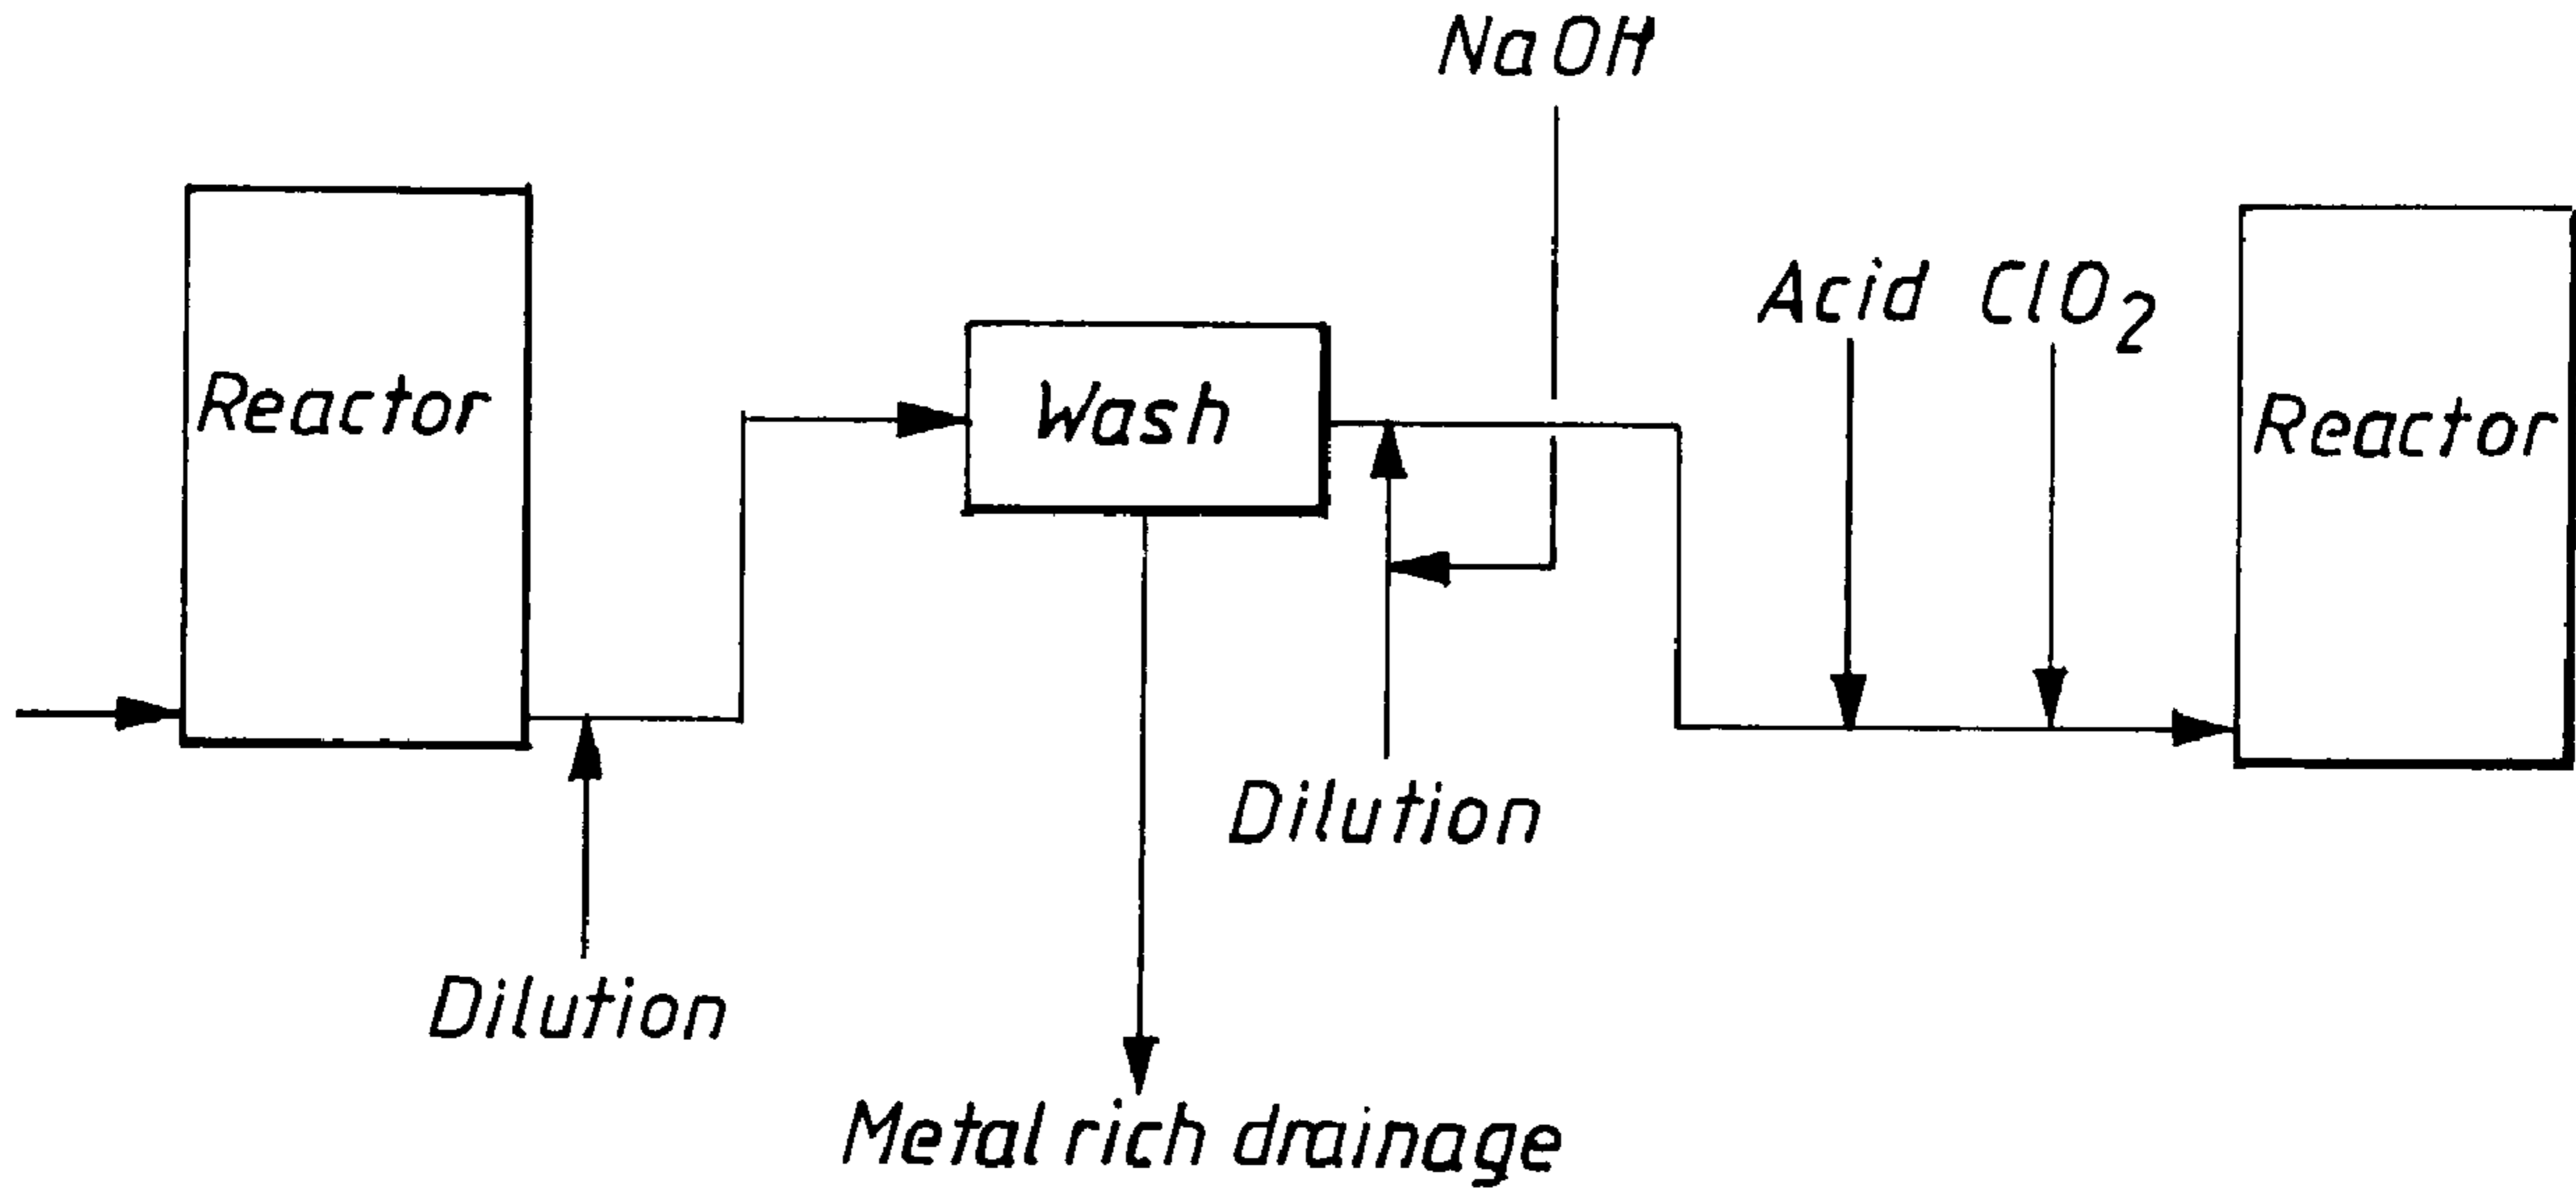 NaOH
Acid ClO₂
Reactor
Wash
Reactor
Dilution
Dilution
Metal rich drainage